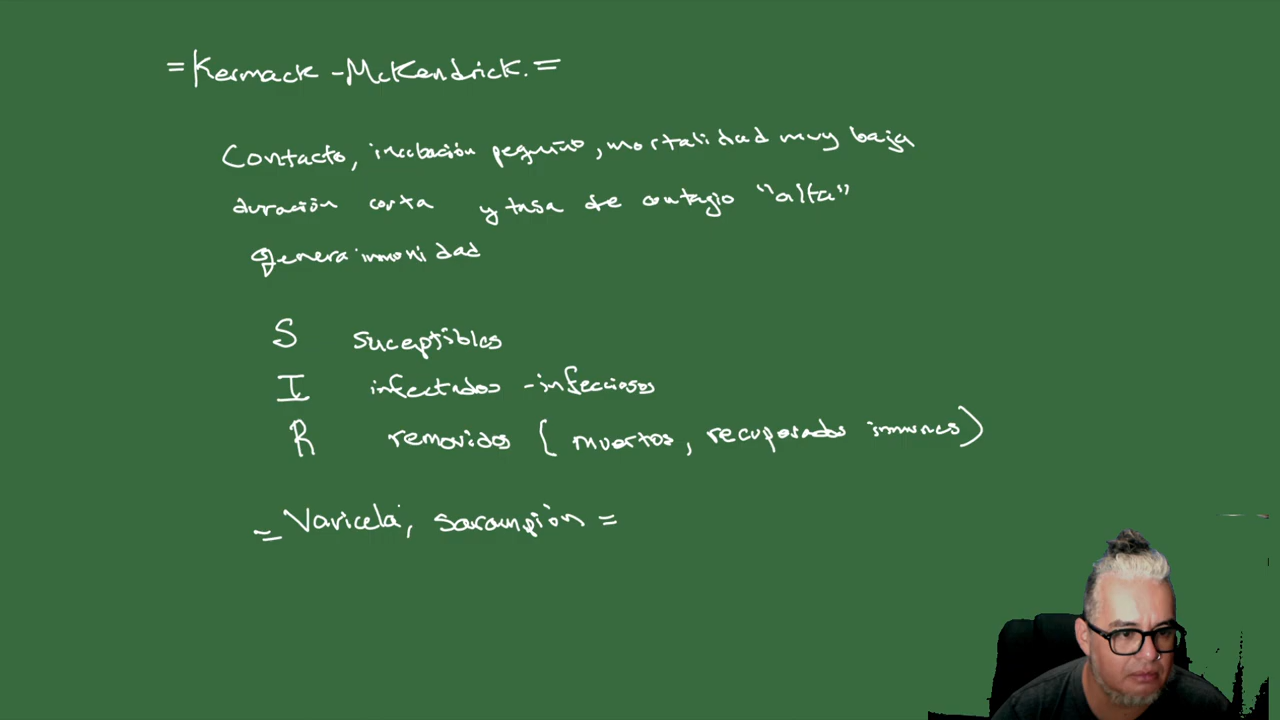 = Kermack - McKendrick. =
Contacto, incubación pequeño, mortalidad muy baja
duración corta y tasa de contagio "alta"
genera inmunidad
S suceptibles
I infectados - infecciosos
R removidos (muertos, recuperados inmunes)
= Varicela, sarampión =